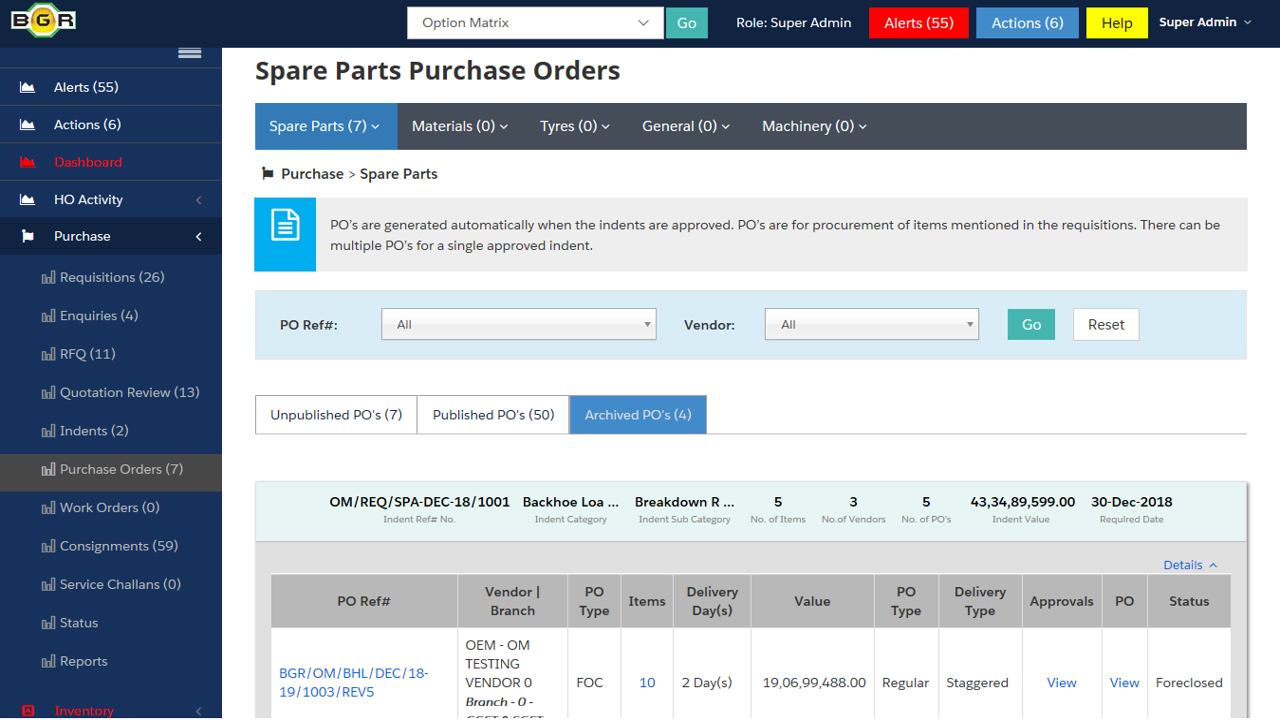 BGR
Option Matrix
Go
Role: Super Admin
Alerts (55)
Actions (6)
Help
Super Admin
Alerts (55)
Actions (6)
Dashboard
HO Activity
Purchase
Requisitions (26)
Enquiries (4)
RFQ (11)
Quotation Review (13)
Indents (2)
Purchase Orders (7)
Work Orders (0)
Consignments (59)
Service Challans (0)
Status
Reports
Inventory
Spare Parts Purchase Orders
Spare Parts (7)
Materials (0)
Tyres (0)
General (0)
Machinery (0)
Purchase > Spare Parts
PO's are generated automatically when the indents are approved. PO's are for procurement of items mentioned in the requisitions. There can be
multiple PO's for a single approved indent.
PO Ref#:
All
Vendor:
All
Go
Reset
Unpublished PO's (7)
Published PO's (50)
Archived PO's (4)
OM/REQ/SPA-DEC-18/1001
Indent Ref# No.
Backhoe Loa ...
Indent Category
Breakdown R ...
Indent Sub Category
5
No. of Items
3
No.of Vendors
5
No. of PO's
43,34,89,599.00
Indent Value
30-Dec-2018
Required Date
Details
PO Ref#
Vendor |
Branch
PO
Type
Items
Delivery
Day(s)
Value
PO
Type
Delivery
Type
Approvals
PO
Status
BGR/OM/BHL/DEC/18-
19/1003/REV5
OEM - OM
TESTING
VENDOR 0
Branch - 0 -
FOC
10
2 Day(s)
19,06,99,488.00
Regular
Staggered
View
View
Foreclosed